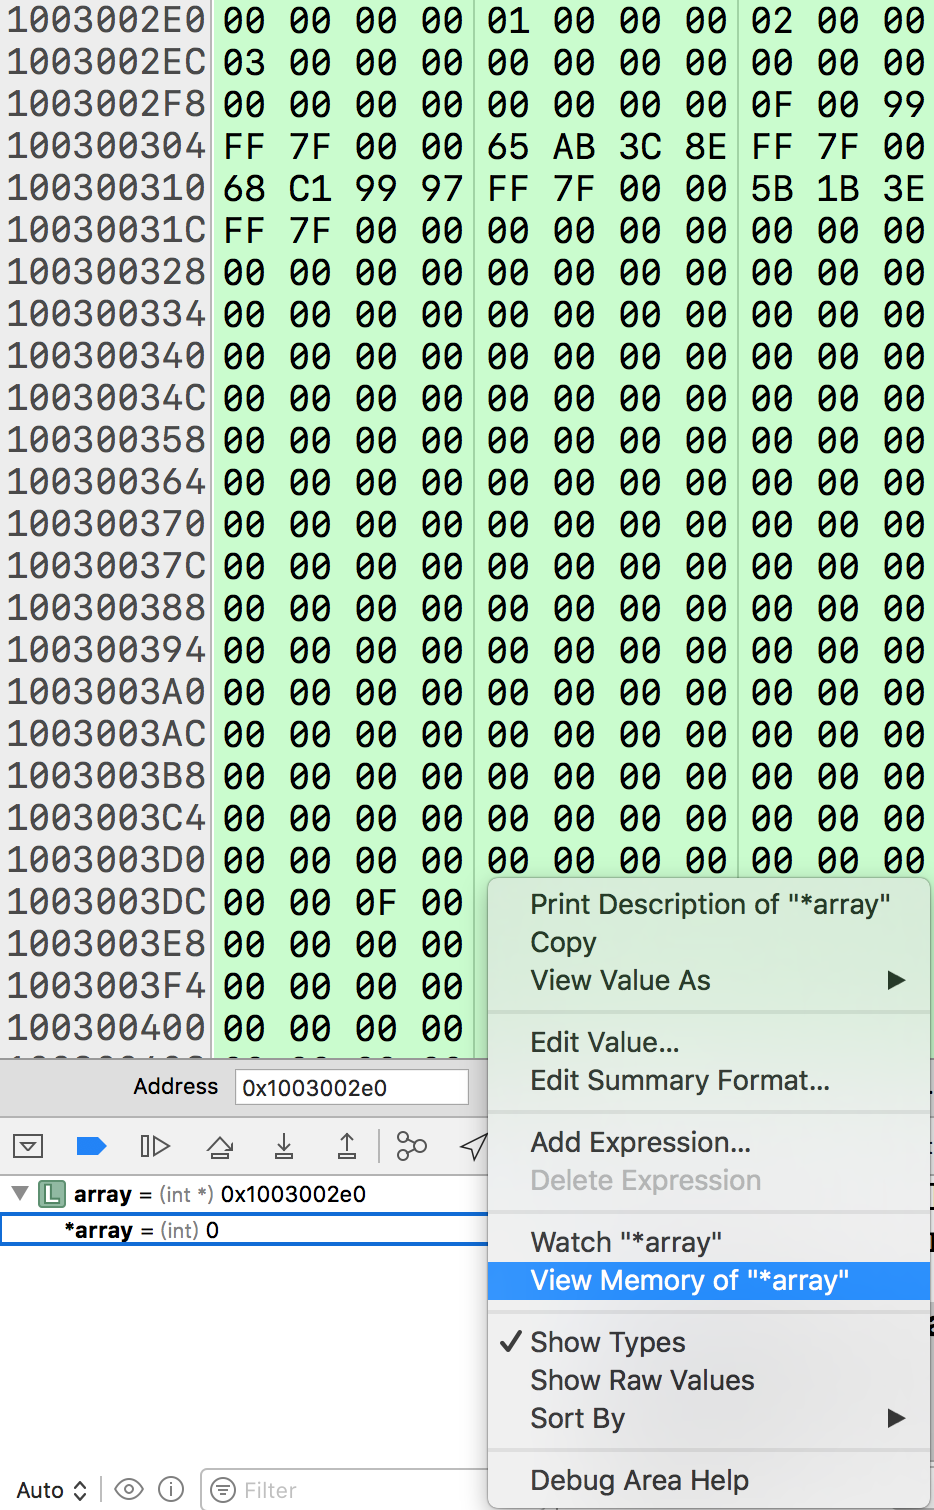 1003002E0 00 00 00 00 01 00 00 00 02 00 00
1003002EC 03 00 00 00 00 00 00 00 00 00 00
1003002F8 00 00 00 00 00 00 00 00 0F 00 99
100300304 FF 7F 00 00 65 AB 3C 8E FF 7F 00
100300310 68 C1 99 97 FF 7F 00 00 5B 1B 3E
10030031C FF 7F 00 00 00 00 00 00 00 00 00
100300328 00 00 00 00 00 00 00 00 00 00 00
100300334 00 00 00 00 00 00 00 00 00 00 00
100300340 00 00 00 00 00 00 00 00 00 00 00
10030034C 00 00 00 00 00 00 00 00 00 00 00
100300358 00 00 00 00 00 00 00 00 00 00 00
100300364 00 00 00 00 00 00 00 00 00 00 00
100300370 00 00 00 00 00 00 00 00 00 00 00
10030037C 00 00 00 00 00 00 00 00 00 00 00
100300388 00 00 00 00 00 00 00 00 00 00 00
100300394 00 00 00 00 00 00 00 00 00 00 00
1003003A0 00 00 00 00 00 00 00 00 00 00 00
1003003AC 00 00 00 00 00 00 00 00 00 00 00
1003003B8 00 00 00 00 00 00 00 00 00 00 00
1003003C4 00 00 00 00 00 00 00 00 00 00 00
1003003D0 00 00 00 00 00 00 00 00 00 00 00
1003003DC 00 00 0F 00
1003003E8 00 00 00 00
1003003F4 00 00 00 00
100300400 00 00 00 00
Print Description of "*array"
Copy
View Value As
Edit Value...
Edit Summary Format...
Add Expression...
Delete Expression
Watch "*array"
View Memory of "*array"
✓ Show Types
Show Raw Values
Sort By
Debug Area Help
Address 0x1003002e0
L array = (int *) 0x1003002e0
*array = (int) 0
Auto
Filter